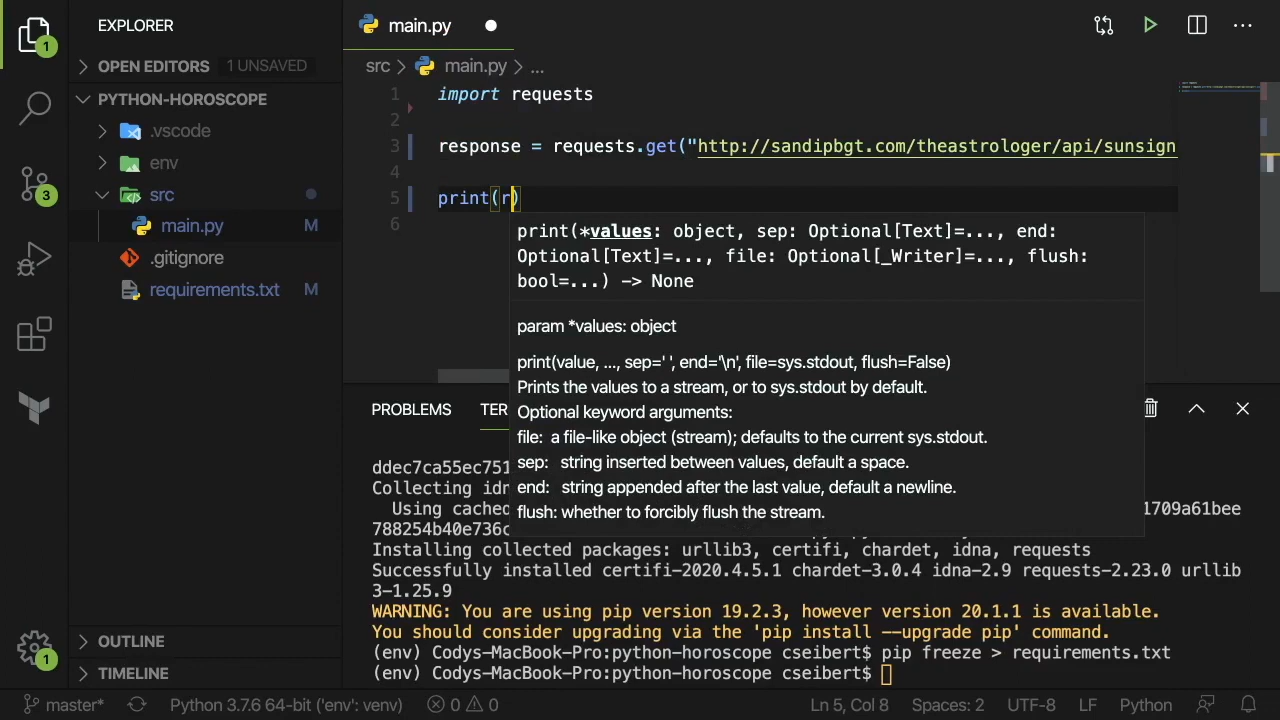 EXPLORER
OPEN EDITORS 1 UNSAVED
PYTHON-HOROSCOPE
.vscode
env
src
main.py M
.gitignore
requirements.txt M
OUTLINE
TIMELINE
1
3
1
main.py
src > main.py > ...
1 import requests
2
3 response = requests.get("http://sandipbgt.com/theastrologer/api/sunsign
4
5 print(r)
6
print(*values: object, sep: Optional[Text]=..., end:
Optional[Text]=..., file: Optional[_Writer]=..., flush:
bool=...) -> None
param *values: object
print(value, ..., sep=' ', end='\n', file=sys.stdout, flush=False)
Prints the values to a stream, or to sys.stdout by default.
Optional keyword arguments:
file: a file-like object (stream); defaults to the current sys.stdout.
sep: string inserted between values, default a space.
end: string appended after the last value, default a newline.
flush: whether to forcibly flush the stream.
PROBLEMS TER
ddec7ca55ec751
Collecting idn
Using cached 1709a61bee
788254b40e736c
Installing collected packages: urllib3, certifi, chardet, idna, requests
Successfully installed certifi-2020.4.5.1 chardet-3.0.4 idna-2.9 requests-2.23.0 urllib
3-1.25.9
WARNING: You are using pip version 19.2.3, however version 20.1.1 is available.
You should consider upgrading via the 'pip install --upgrade pip' command.
(env) Codys-MacBook-Pro:python-horoscope cseibert$ pip freeze > requirements.txt
(env) Codys-MacBook-Pro:python-horoscope cseibert$
master* Python 3.7.6 64-bit ('env': venv) 0 0 Ln 5, Col 8 Spaces: 2 UTF-8 LF Python